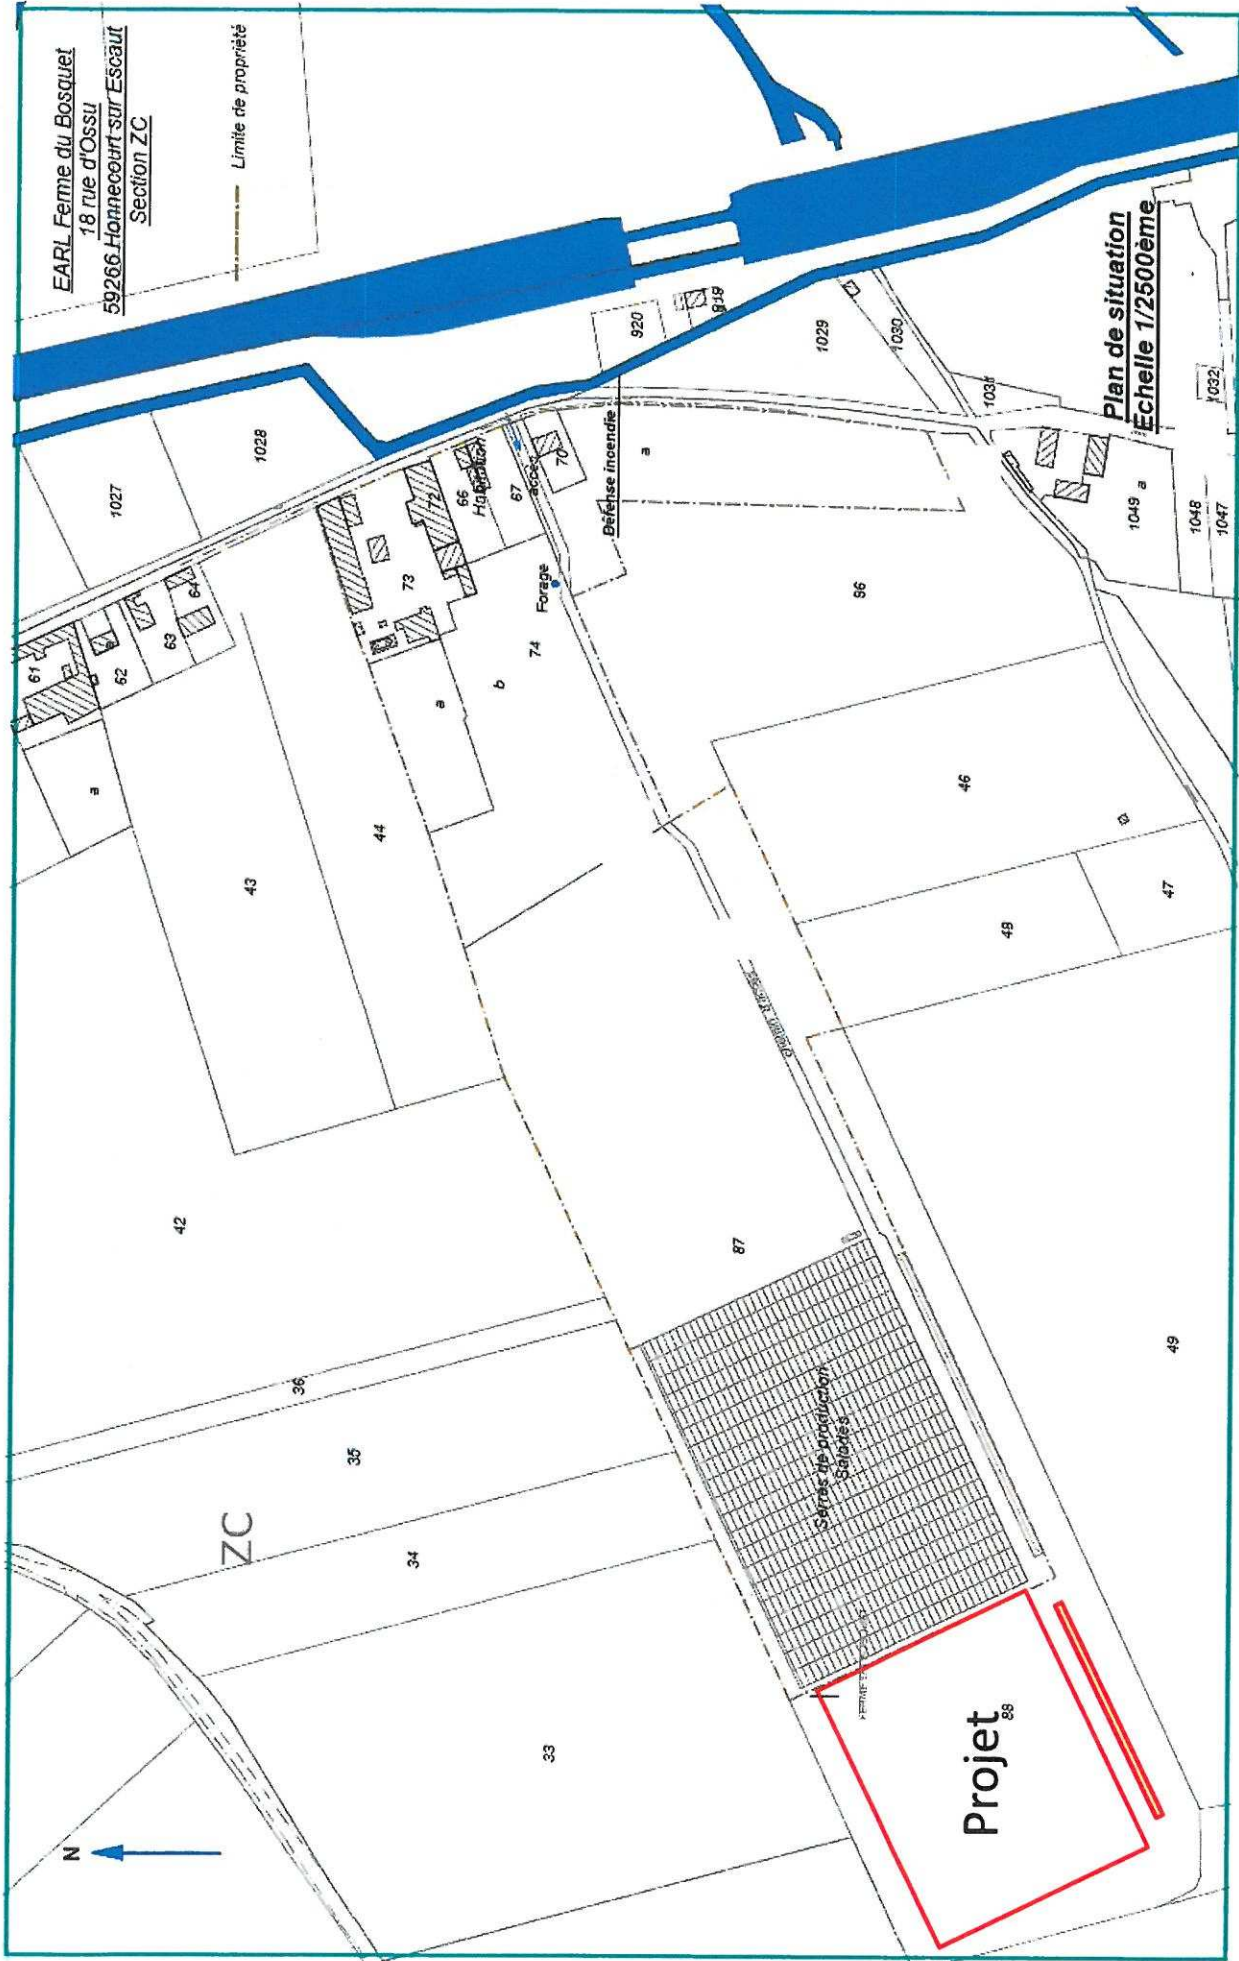 EARL Ferme du Bosquet
18 rue d'Ossu
59266 Honnecourt sur Escaut
Section ZC
Limite de propriété
N
ZC
33
34
35
36
42
43
44
a
61
62
63
64
1027
1028
73
72
66
Habitation
67
accès
70
Forage
Défense incendie
74
a
b
a
920
919
1029
1030
1031
96
46
47
48
49
87
Serres de production
Salades
Projet
88
1049
a
1048
1047
1032
Plan de situation
Echelle 1/2500ème